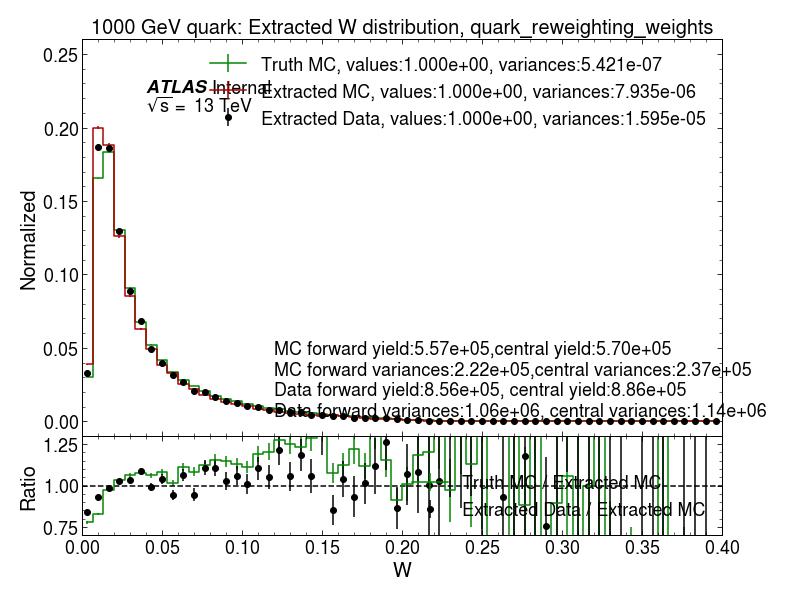 1000 GeV quark: Extracted W distribution, quark_reweighting_weights
0.25
0.20
0.15
0.10
0.05
0.00
Normalized
Truth MC, values:1.000e+00, variances:5.421e-07
ATLAS Internal
Extracted MC, values:1.000e+00, variances:7.935e-06
√s = 13 TeV
Extracted Data, values:1.000e+00, variances:1.595e-05
MC forward yield:5.57e+05,central yield:5.70e+05
MC forward variances:2.22e+05,central variances:2.37e+05
Data forward yield:8.56e+05, central yield:8.86e+05
Data forward variances:1.06e+06, central variances:1.14e+06
1.25
1.00
0.75
Ratio
Truth MC / Extracted MC
Extracted Data / Extracted MC
0.00 0.05 0.10 0.15 0.20 0.25 0.30 0.35 0.40
W